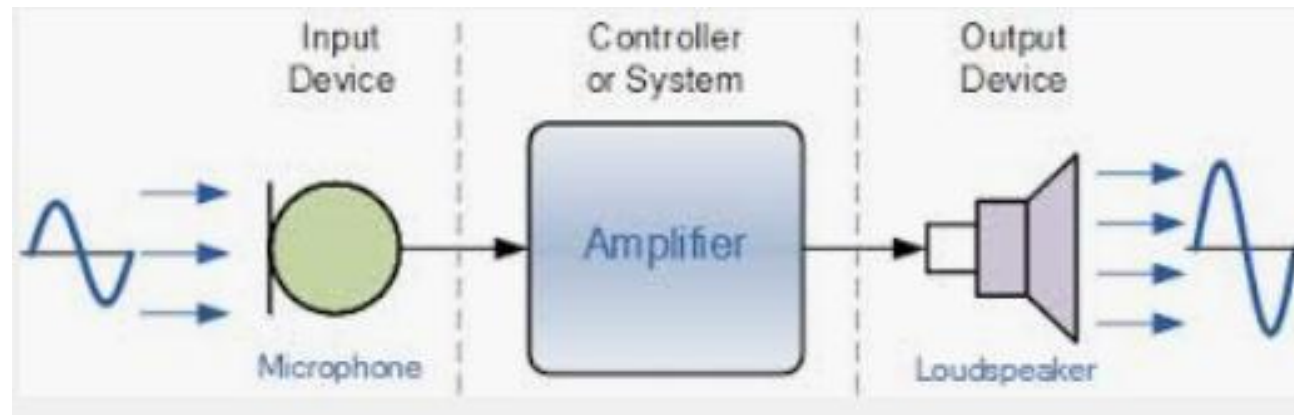 Input
Device
Controller
or System
Output
Device
Amplifier
Microphone
Loudspeaker